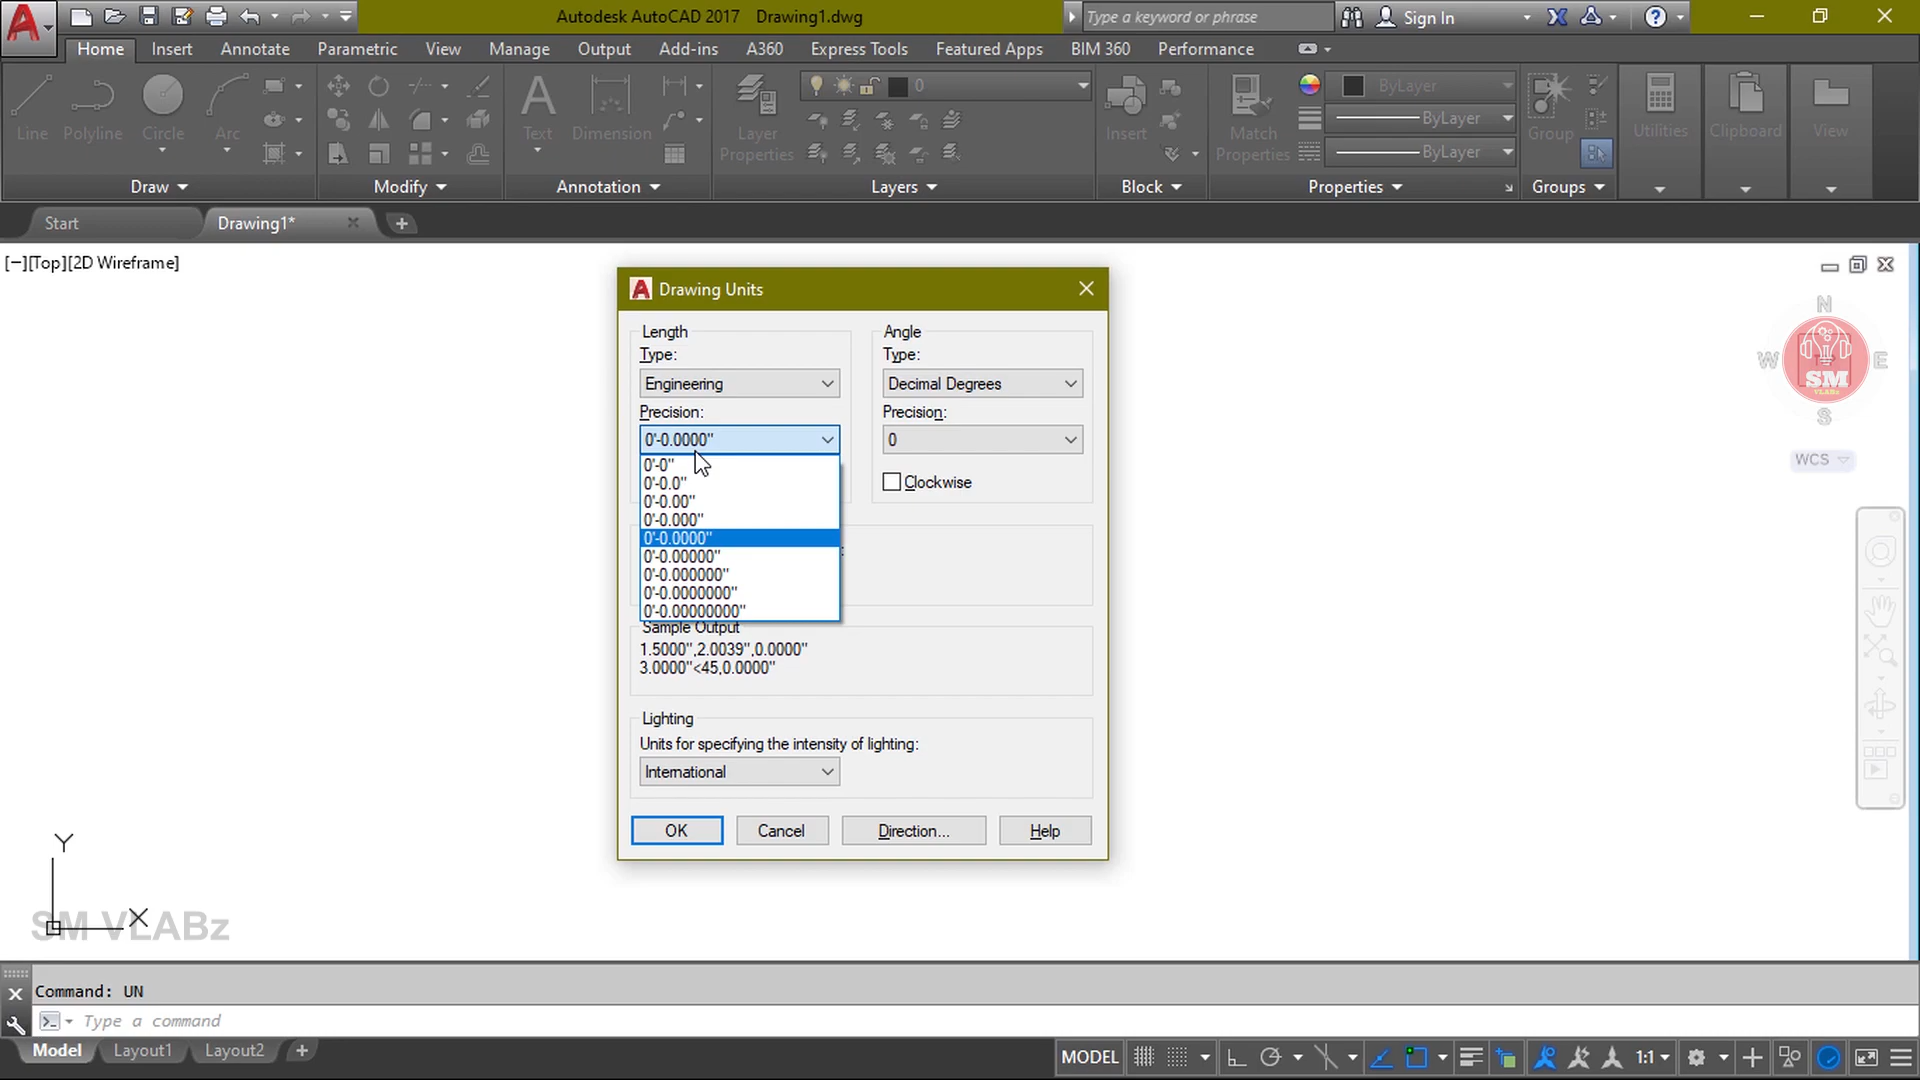 Autodesk AutoCAD 2017 Drawing1.dwg
Type a keyword or phrase
Sign In
Home Insert Annotate Parametric View Manage Output Add-ins A360 Express Tools Featured Apps BIM 360 Performance
0
ByLayer
ByLayer
ByLayer
Line Polyline Circle Arc
Text Dimension
Layer Properties
Insert
Match Properties
Group
Utilities
Clipboard
View
Draw Modify Annotation Layers Block Properties Groups
Start Drawing1*
[−][Top][2D Wireframe]
N
W E
S
SM
VLABz
WCS
Drawing Units
Length
Type:
Engineering
Precision:
0'-0.0000"
0'-0"
0'-0.0"
0'-0.00"
0'-0.000"
0'-0.0000"
0'-0.00000"
0'-0.000000"
0'-0.0000000"
0'-0.00000000"
Angle
Type:
Decimal Degrees
Precision:
0
Clockwise
Sample Output
1.5000",2.0039",0.0000"
3.0000"<45,0.0000"
Lighting
Units for specifying the intensity of lighting:
International
OK Cancel Direction... Help
Y
X
SM VLABz
Command: UN
Type a command
Model Layout1 Layout2
MODEL
1:1